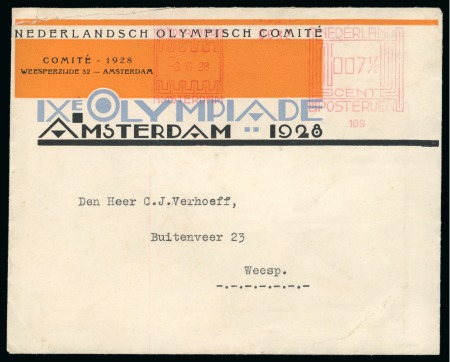 NEDERLANDSCH OLYMPISCH COMITÉ
COMITÉ - 1928
WEESPERZIJDE 32 — AMSTERDAM
-5.6.28
AMSTERDAM
NEDERLAND
007½
CENT
POSTERIJEN
109
IXE OLYMPIADE
AMSTERDAM 1928
Den Heer C.J.Verhoeff,
Buitenveer 23
Weesp.
-.-.-.-.-.-.-.-